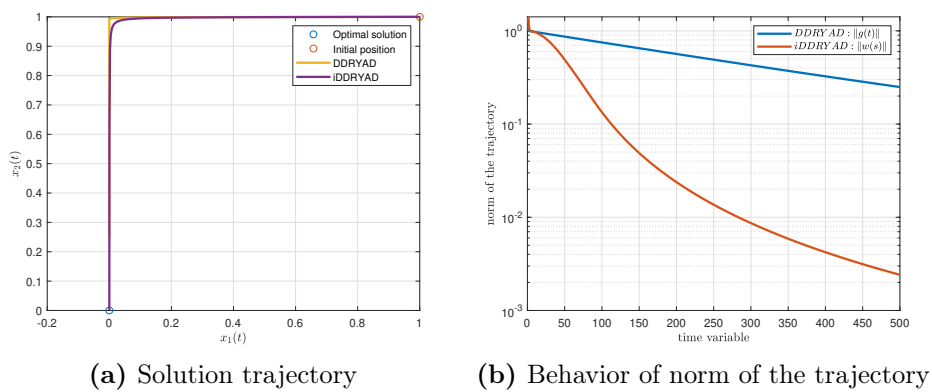 1
0.9
0.8
0.7
0.6
0.5
0.4
0.3
0.2
0.1
0
x₂(t)
-0.2 0 0.2 0.4 0.6 0.8 1
x₁(t)
Optimal solution
Initial position
DDRYAD
iDDRYAD
(a) Solution trajectory
10⁰
10⁻¹
10⁻²
10⁻³
norm of the trajectory
0 50 100 150 200 250 300 350 400 450 500
time variable
DDRYAD : ||g(t)||
iDDRYAD : ||w(s)||
(b) Behavior of norm of the trajectory